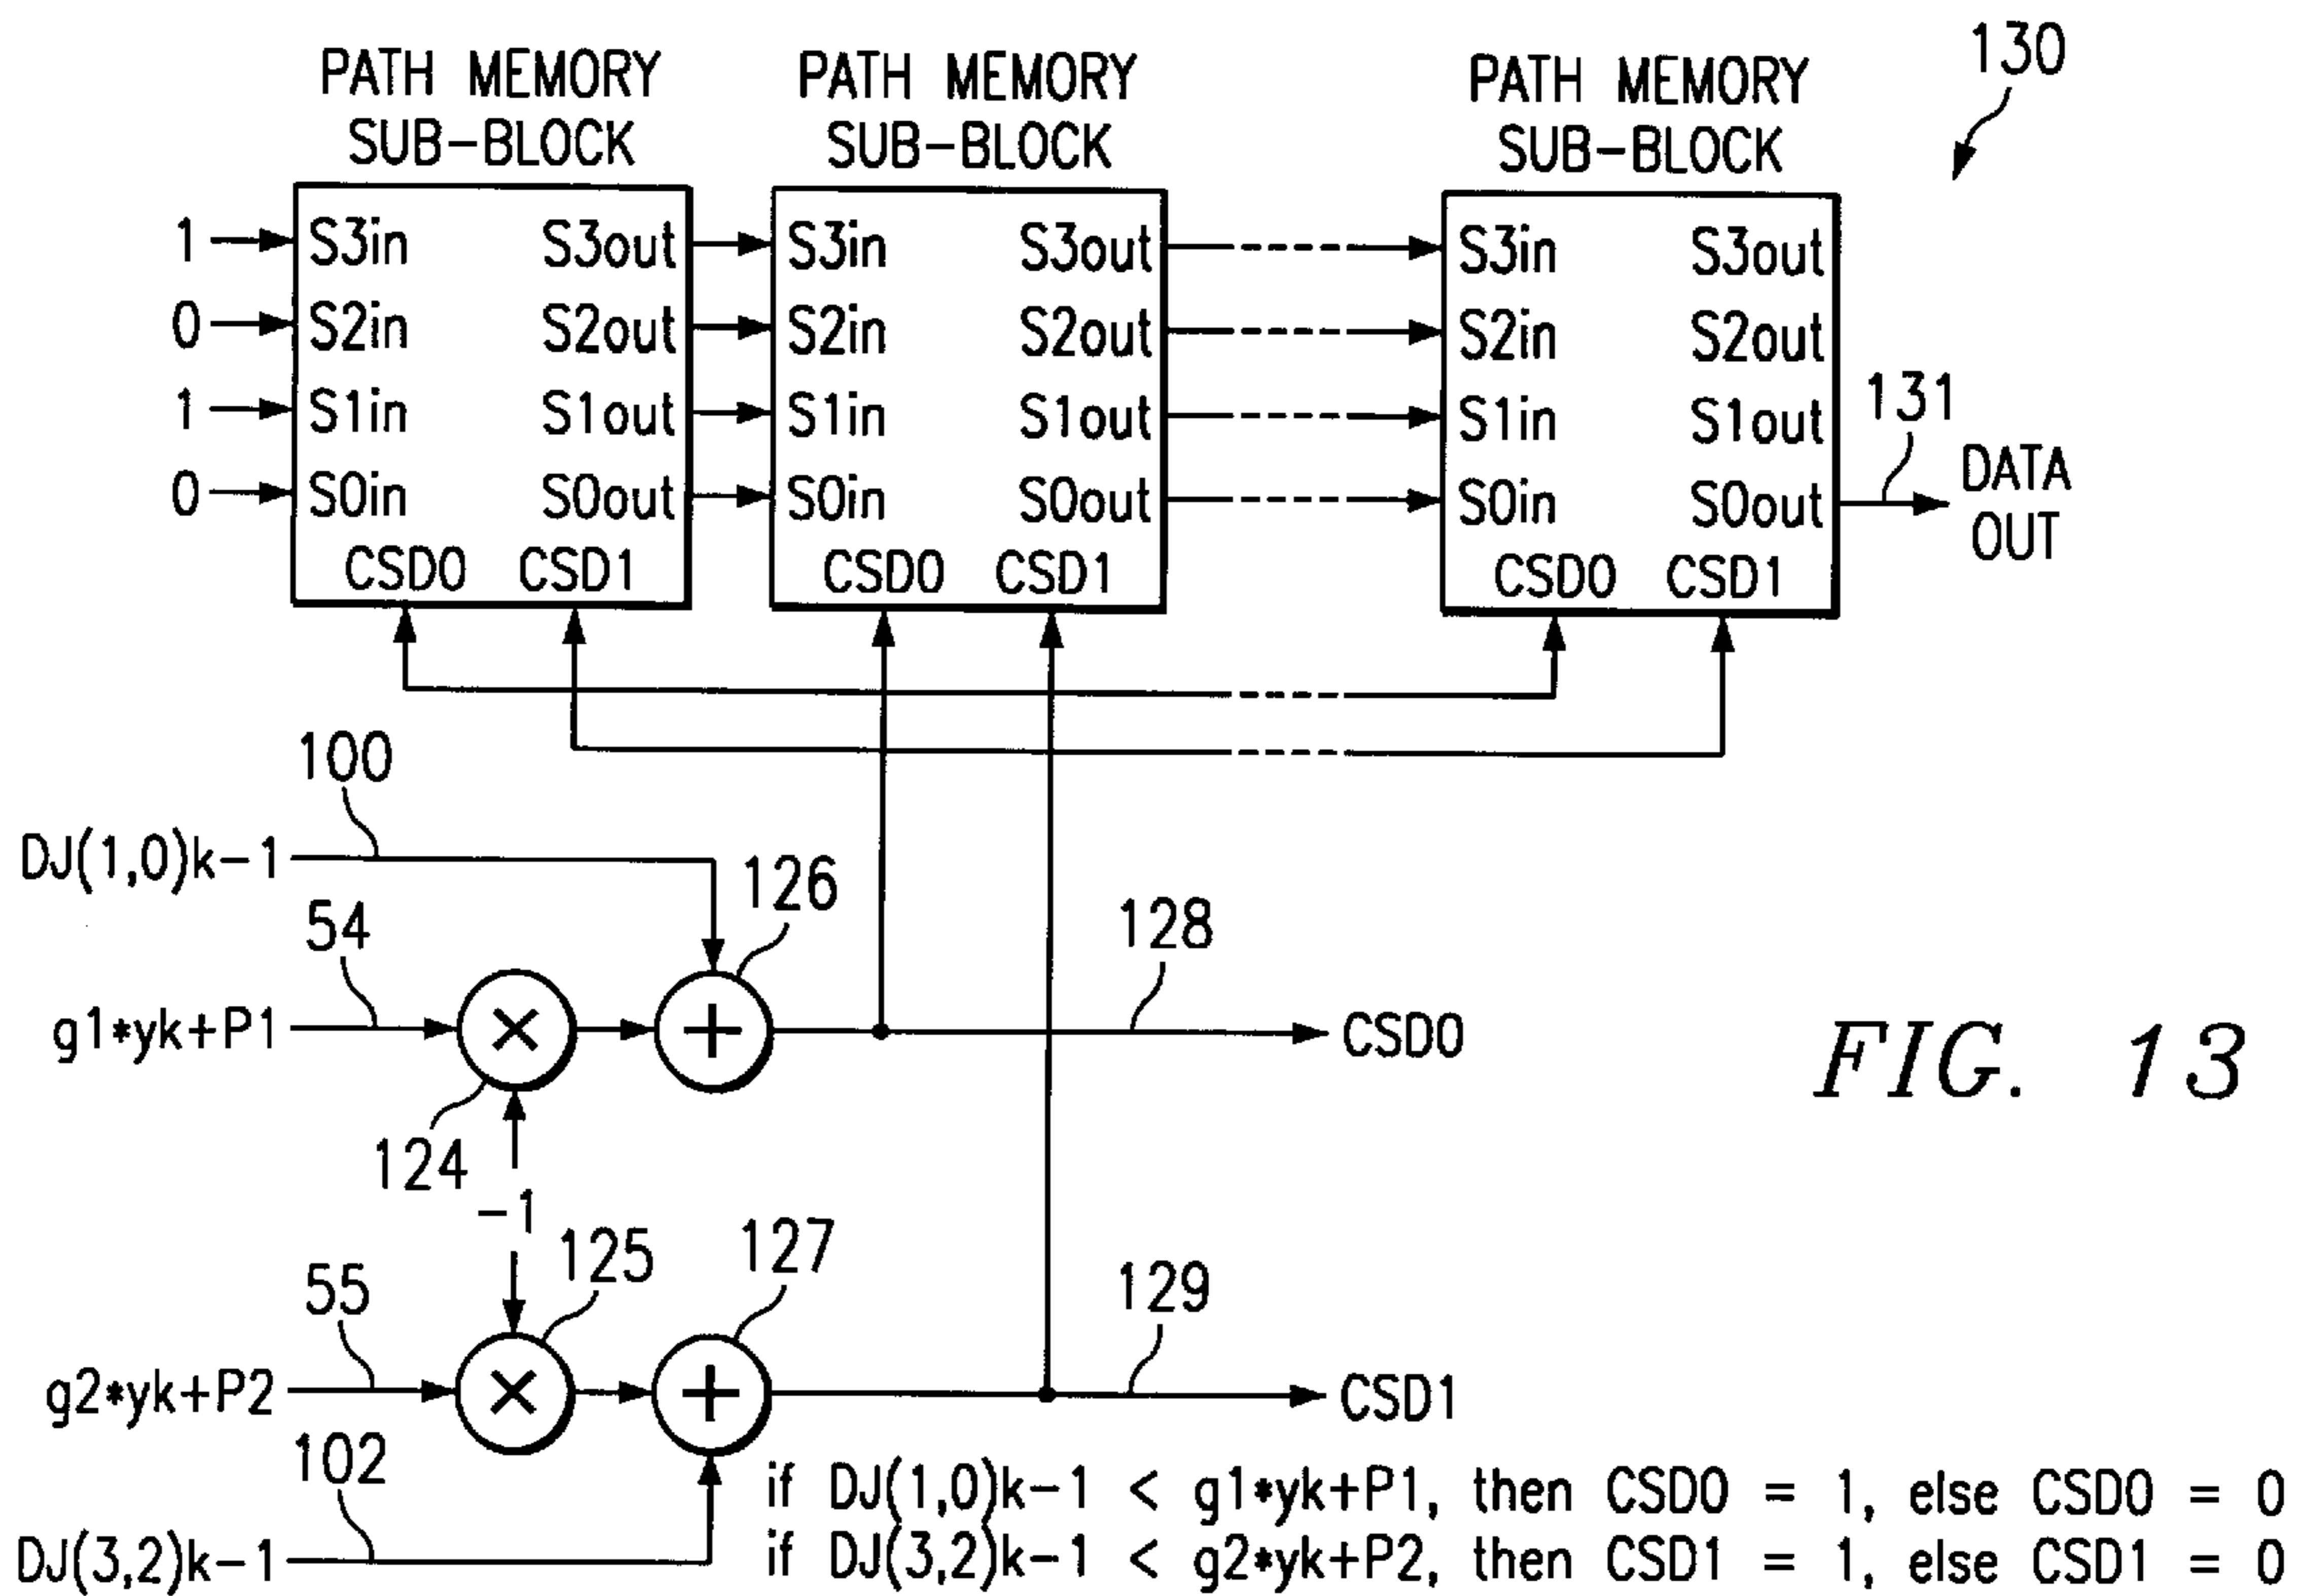 130
PATH MEMORY
SUB-BLOCK
PATH MEMORY
SUB-BLOCK
PATH MEMORY
SUB-BLOCK
1
S3in
S3out
S3in
S3out
S3in
S3out
0
S2in
S2out
S2in
S2out
S2in
S2out
1
S1in
S1out
S1in
S1out
S1in
S1out
131
0
S0in
S0out
S0in
S0out
S0in
S0out
DATA
OUT
CSD0
CSD1
CSD0
CSD1
CSD0
CSD1
100
DJ(1,0)k-1
126
54
128
g1*yk+P1
×
+
CSD0
FIG. 13
124
-1
125
127
55
129
g2*yk+P2
×
+
CSD1
102
DJ(3,2)k-1
if DJ(1,0)k-1 < g1*yk+P1, then CSD0 = 1, else CSD0 = 0
if DJ(3,2)k-1 < g2*yk+P2, then CSD1 = 1, else CSD1 = 0